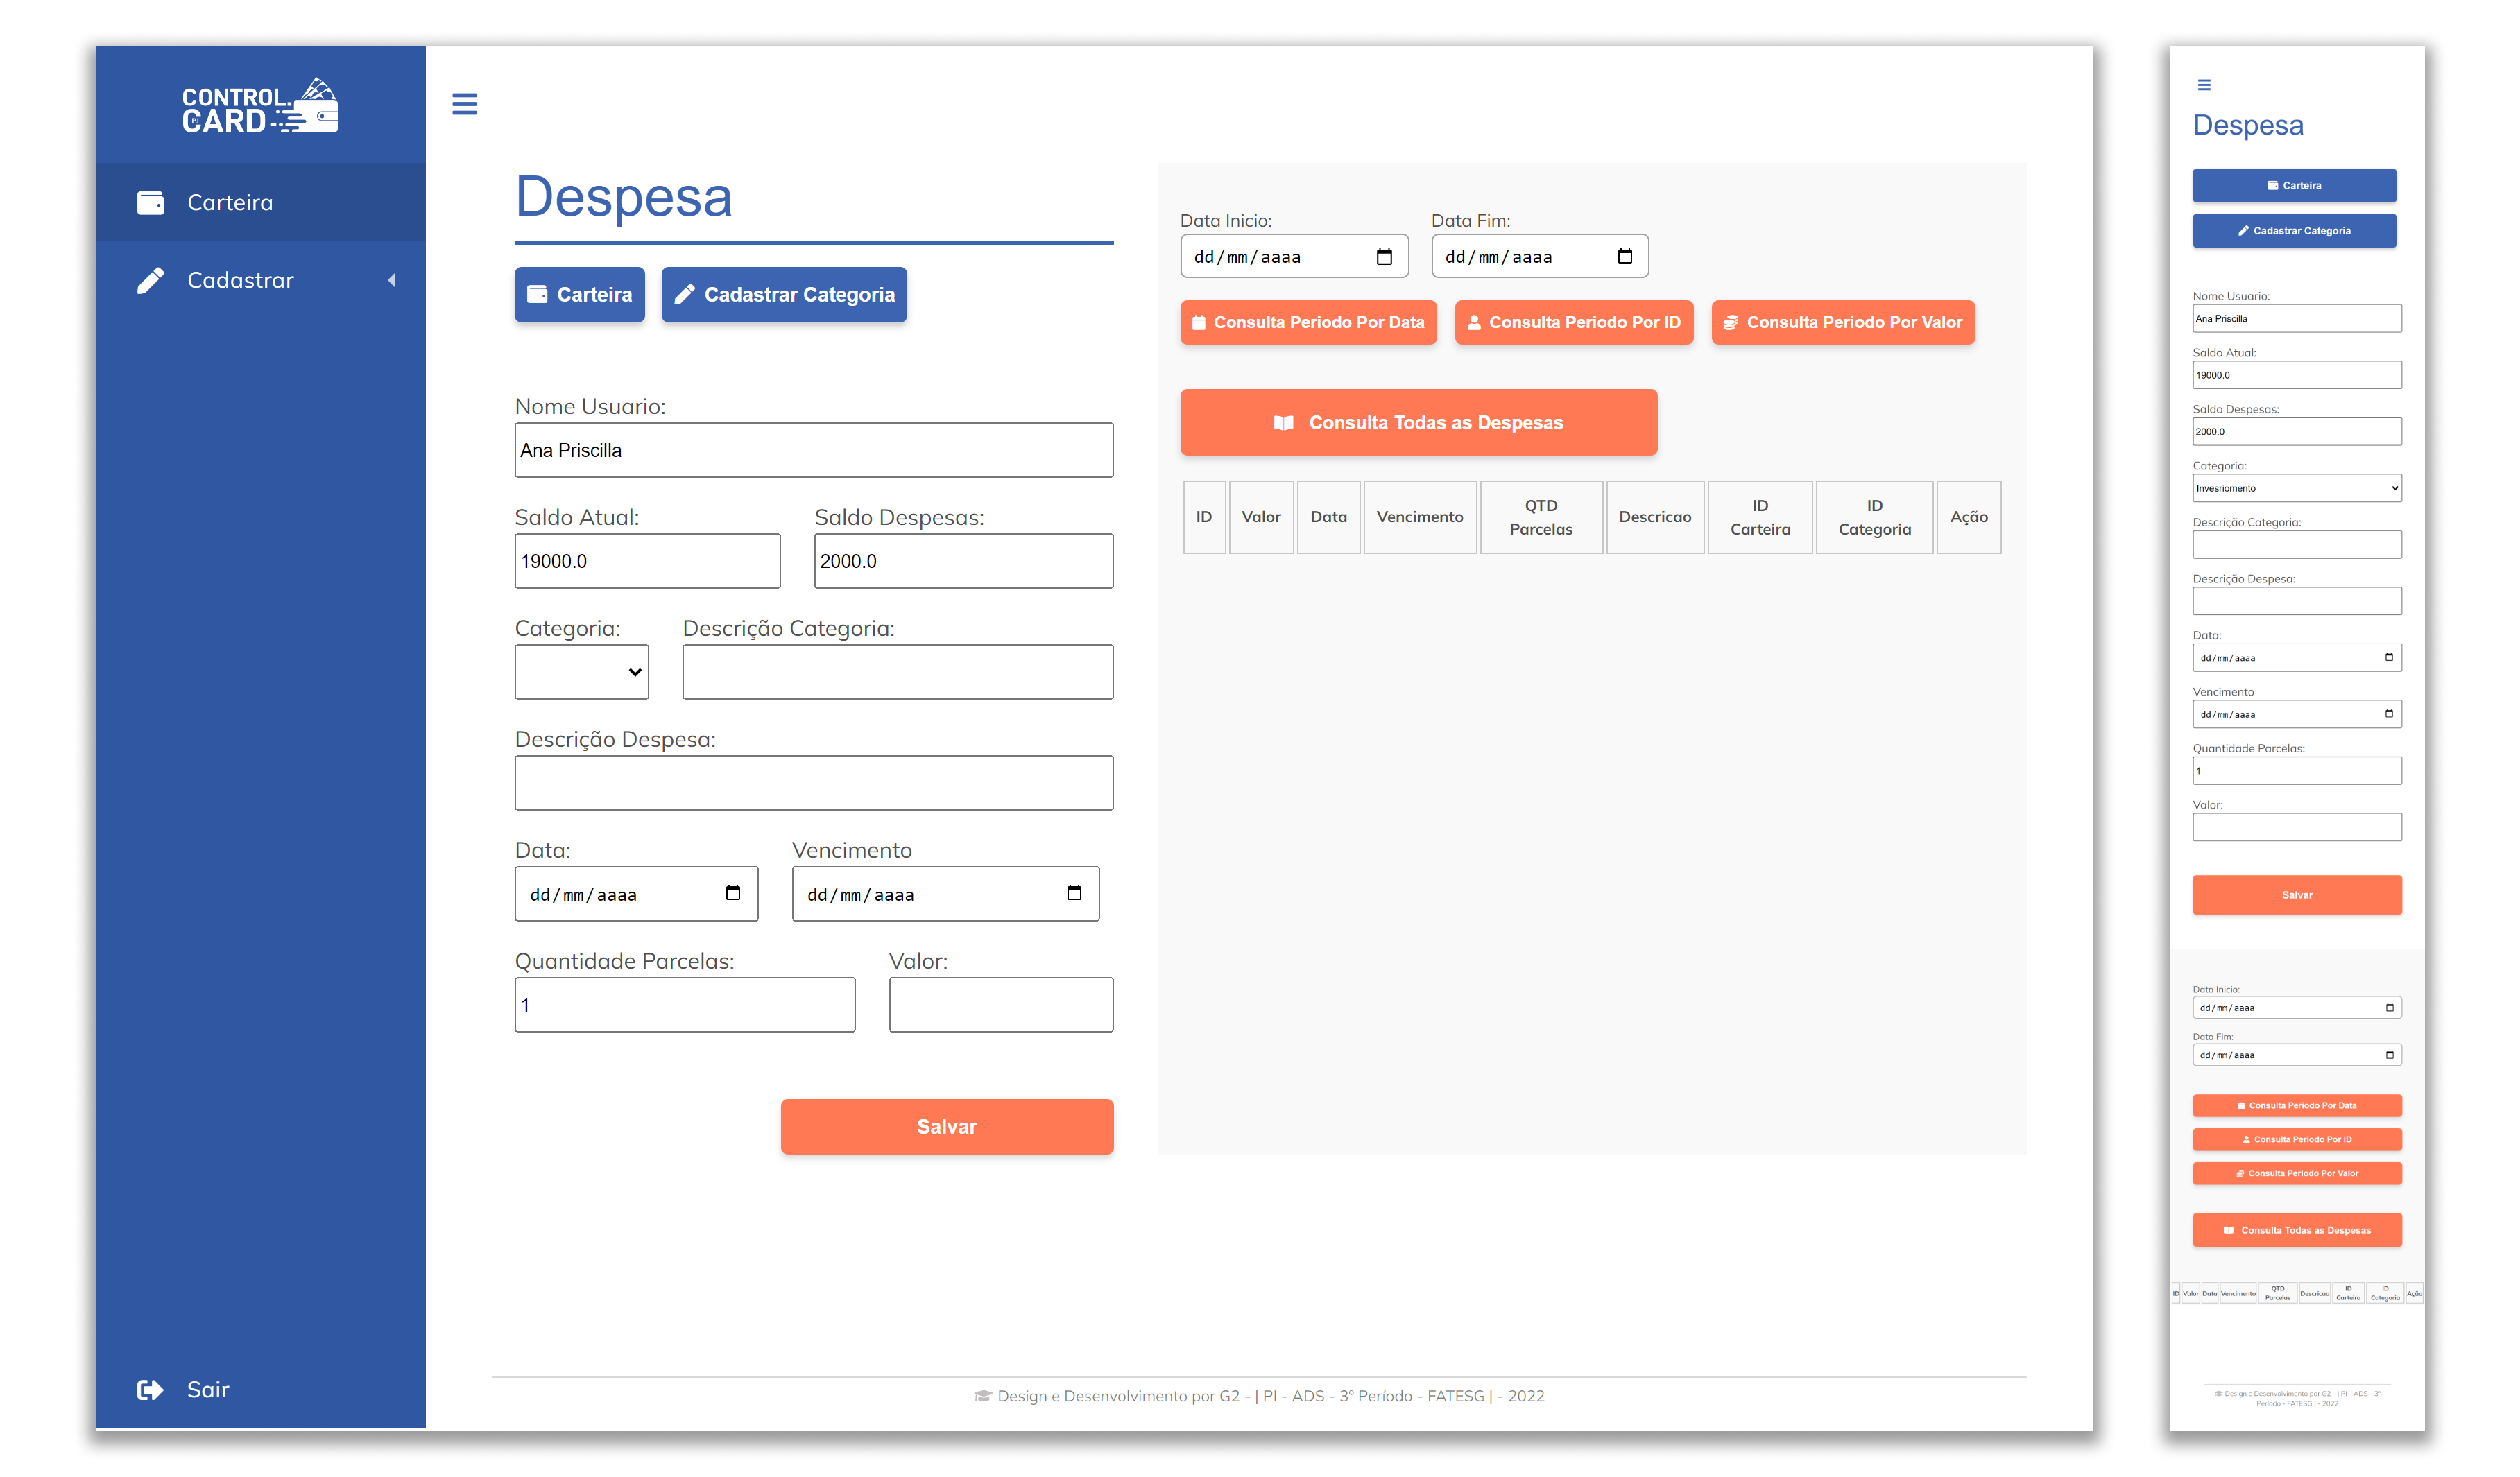 CONTROL.
CARD
P.I
Carteira
Cadastrar
Sair
Despesa
Carteira
Cadastrar Categoria
Nome Usuario:
Ana Priscilla
Saldo Atual:
Saldo Despesas:
19000.0
2000.0
Categoria:
Descrição Categoria:
Descrição Despesa:
Data:
Vencimento
dd/mm/aaaa
dd/mm/aaaa
Quantidade Parcelas:
Valor:
1
Salvar
Data Inicio:
Data Fim:
dd/mm/aaaa
dd/mm/aaaa
Consulta Periodo Por Data
Consulta Periodo Por ID
Consulta Periodo Por Valor
Consulta Todas as Despesas
ID Valor Data Vencimento QTD Parcelas Descricao ID Carteira ID Categoria Ação
Design e Desenvolvimento por G2 - | PI - ADS - 3º Período - FATESG | - 2022
Despesa
Carteira
Cadastrar Categoria
Nome Usuario:
Ana Priscilla
Saldo Atual:
19000.0
Saldo Despesas:
2000.0
Categoria:
Invesriomento
Descrição Categoria:
Descrição Despesa:
Data:
dd/mm/aaaa
Vencimento
dd/mm/aaaa
Quantidade Parcelas:
1
Valor:
Salvar
Data Inicio:
dd/mm/aaaa
Data Fim:
dd/mm/aaaa
Consulta Periodo Por Data
Consulta Periodo Por ID
Consulta Periodo Por Valor
Consulta Todas as Despesas
ID Valor Data Vencimento QTD Parcelas Descricao ID Carteira ID Categoria Ação
Design e Desenvolvimento por G2 - | PI - ADS - 3º
Período - FATESG | - 2022